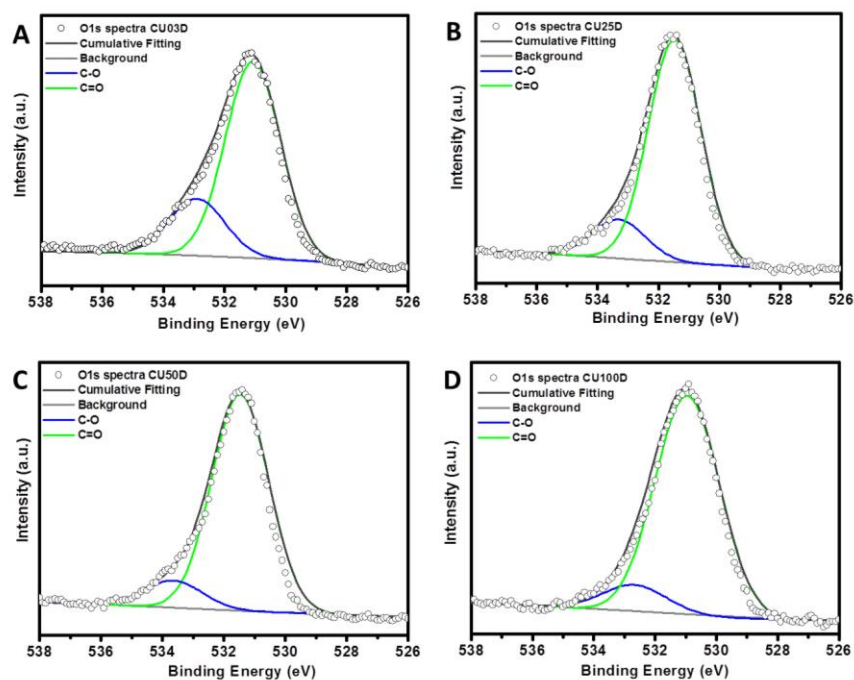 A
O1s spectra CU03D
Cumulative Fitting
Background
C-O
C=O
Intensity (a.u.)
538 536 534 532 530 528 526
Binding Energy (eV)
B
O1s spectra CU25D
Cumulative Fitting
Background
C-O
C=O
Intensity (a.u.)
538 536 534 532 530 528 526
Binding Energy (eV)
C
O1s spectra CU50D
Cumulative Fitting
Background
C-O
C=O
Intensity (a.u.)
538 536 534 532 530 528 526
Binding Energy (eV)
D
O1s spectra CU100D
Cumulative Fitting
Background
C-O
C=O
Intensity (a.u.)
538 536 534 532 530 528 526
Binding Energy (eV)